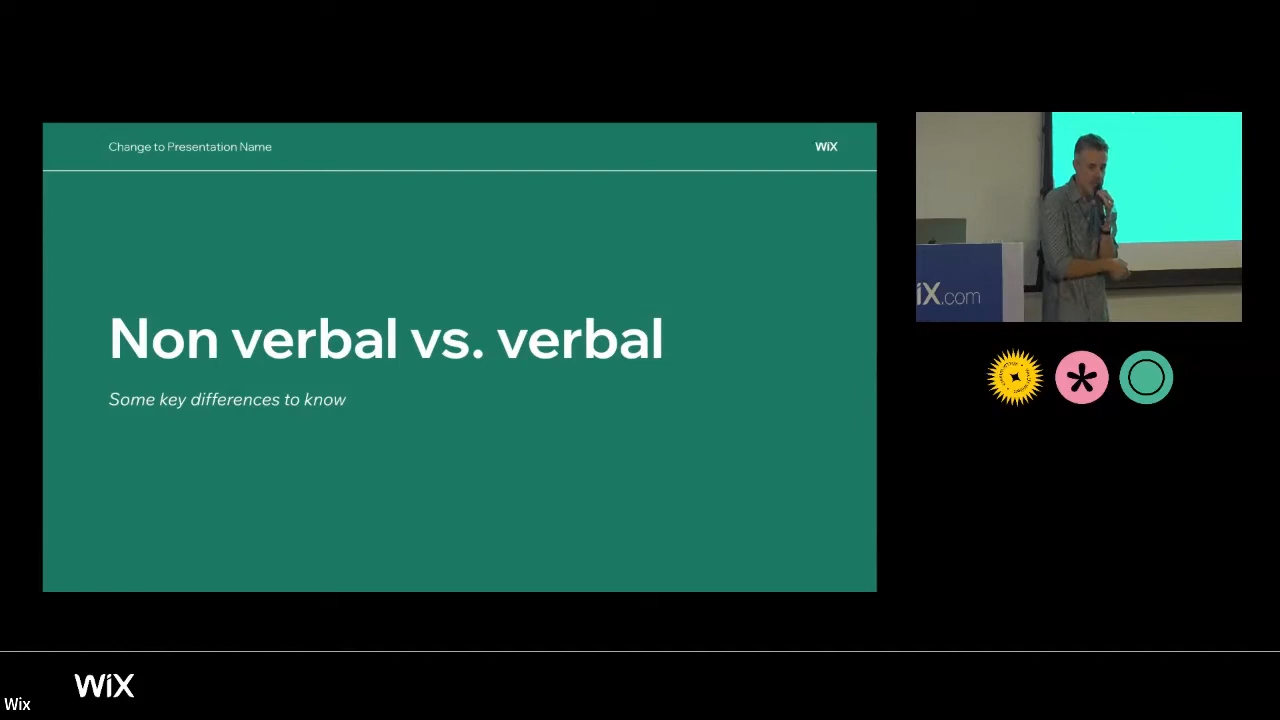 Change to Presentation Name
WiX
Non verbal vs. verbal
Some key differences to know
iX.com
WiX
Wix